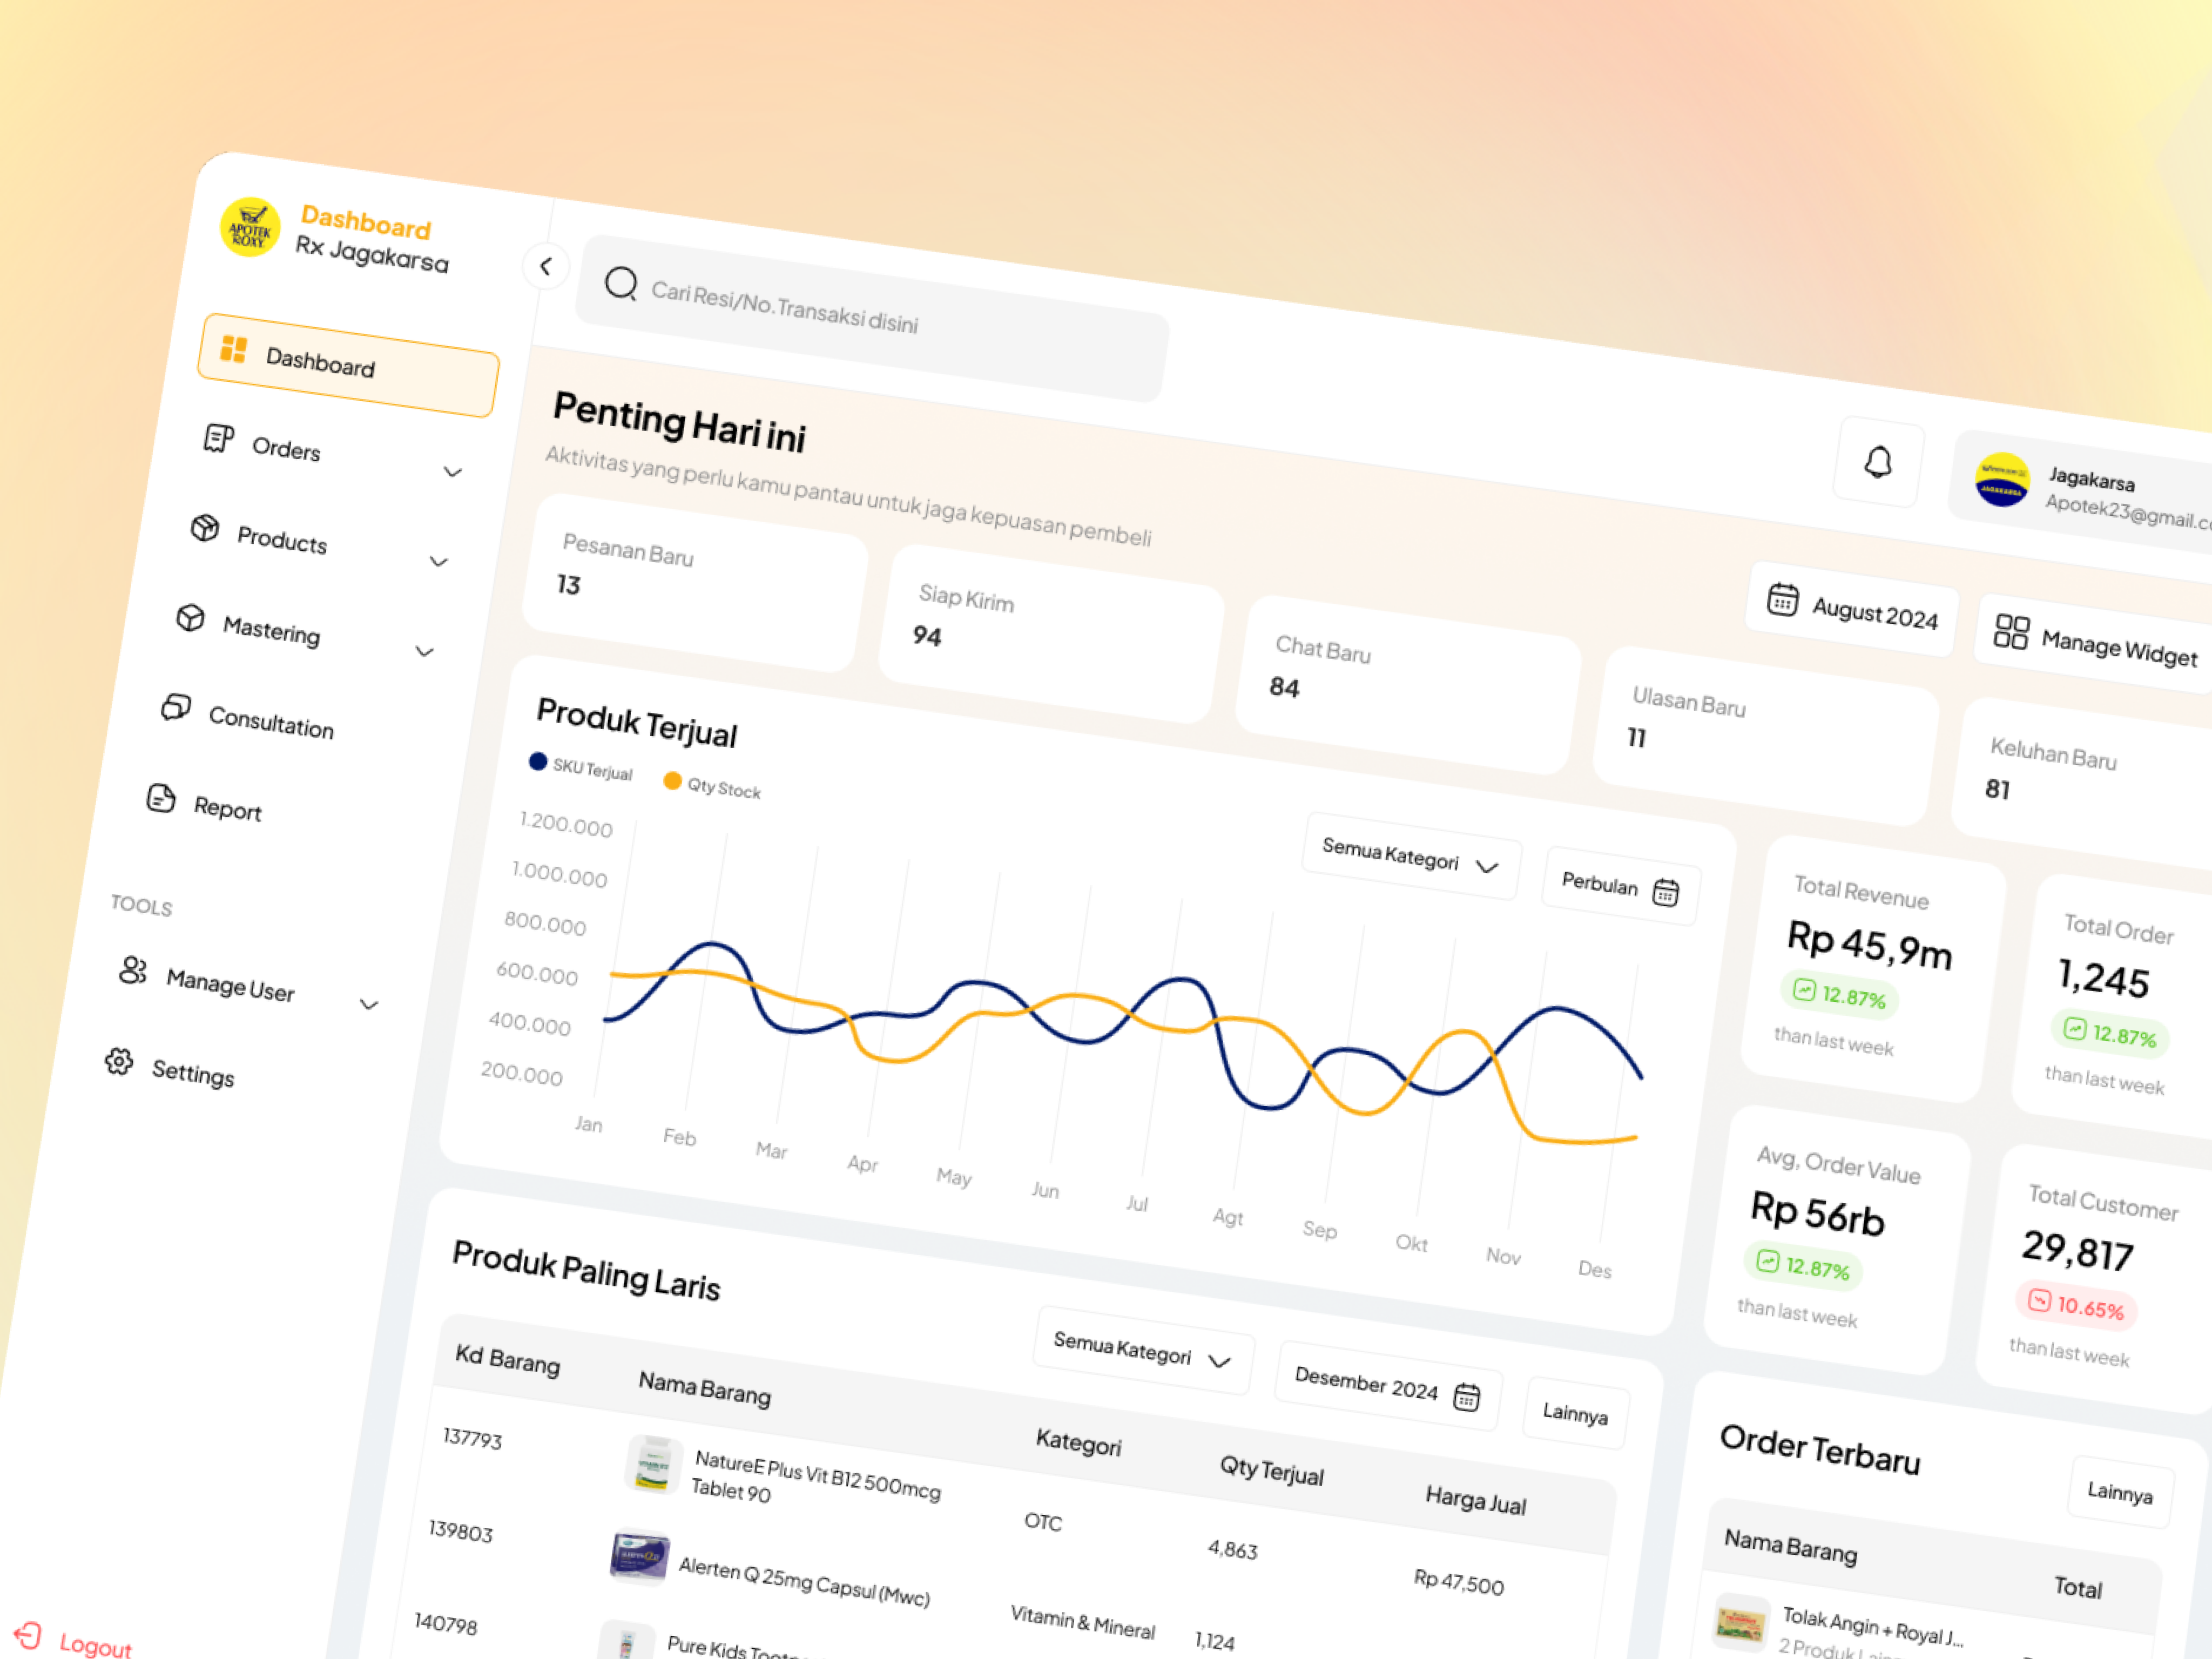 APOTEK
ROXY
Dashboard
Rx Jagakarsa
Cari Resi/No.Transaksi disini
Jagakarsa
Dashboard
Orders
Products
Mastering
Consultation
Report
TOOLS
Manage User
Settings
Logout
Penting Hari ini
Aktivitas yang perlu kamu pantau untuk jaga kepuasan pembeli
August 2024
Manage Widget
Pesanan Baru
13
Siap Kirim
94
Chat Baru
84
Ulasan Baru
11
Keluhan Baru
81
Produk Terjual
SKU Terjual
Qty Stock
Semua Kategori
Perbulan
1.200.000
1.000.000
800.000
600.000
400.000
200.000
Jan
Feb
Mar
Apr
May
Jun
Jul
Agt
Sep
Okt
Nov
Des
Total Revenue
Rp 45,9m
12.87%
than last week
Total Order
1,245
12.87%
than last week
Avg, Order Value
Rp 56rb
12.87%
than last week
Total Customer
29,817
10.65%
than last week
Produk Paling Laris
Semua Kategori
Desember 2024
Lainnya
Kd Barang Nama Barang Kategori Qty Terjual Harga Jual
137793 NatureE Plus Vit B12 500mcg
Tablet 90 OTC 4,863 Rp 47,500
139803 Alerten Q 25mg Capsul (Mwc) Vitamin & Mineral 1,124
140798 Pure Kids
Order Terbaru
Lainnya
Nama Barang Total
Tolak Angin + Royal J...
2 Produk